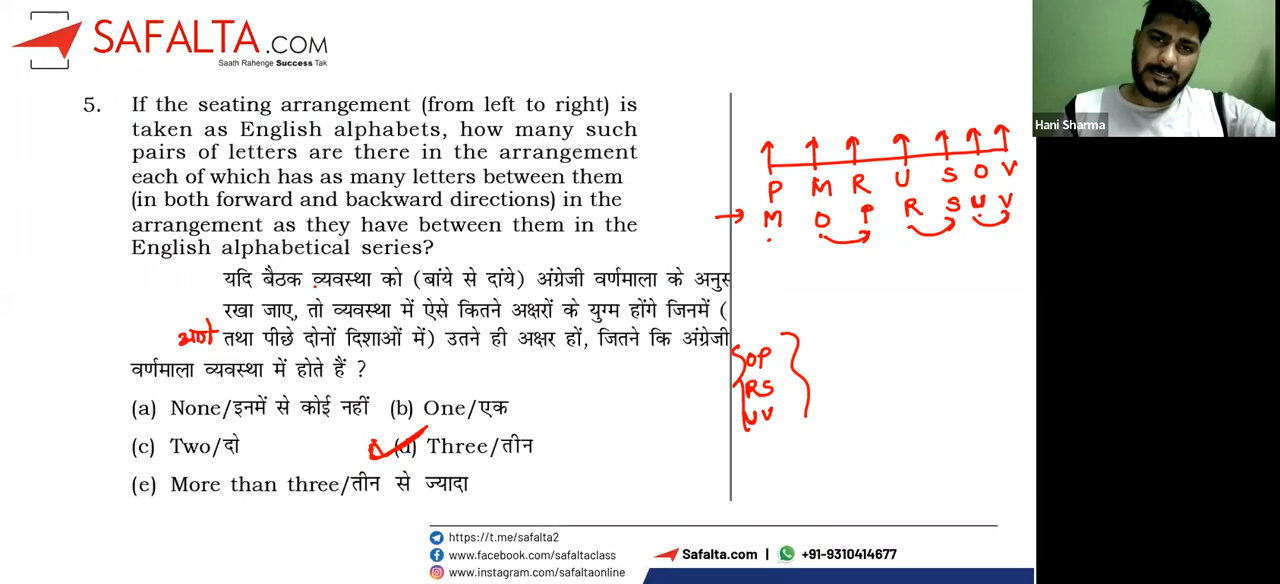 SAFALTA.COM
Saath Rahenge Success Tak
5. If the seating arrangement (from left to right) is
taken as English alphabets, how many such
pairs of letters are there in the arrangement
each of which has as many letters between them
(in both forward and backward directions) in the
arrangement as they have between them in the
English alphabetical series?
यदि बैठक व्यवस्था को (बांये से दांये) अंग्रेजी वर्णमाला के अनुस
रखा जाए, तो व्यवस्था में ऐसे कितने अक्षरों के युग्म होंगे जिनमें (
तथा पीछे दोनों दिशाओं में) उतने ही अक्षर हों, जितने कि अंग्रेजी
वर्णमाला व्यवस्था में होते हैं ?
(a) None/इनमें से कोई नहीं (b) One/एक
(c) Two/दो (d) Three/तीन
(e) More than three/तीन से ज्यादा
P M R U S O V
M O P R S U V
OP
RS
UV
Hani Sharma
https://t.me/safalta2
www.facebook.com/safaltaclass
www.instagram.com/safaltaonline
Safalta.com | +91-9310414677